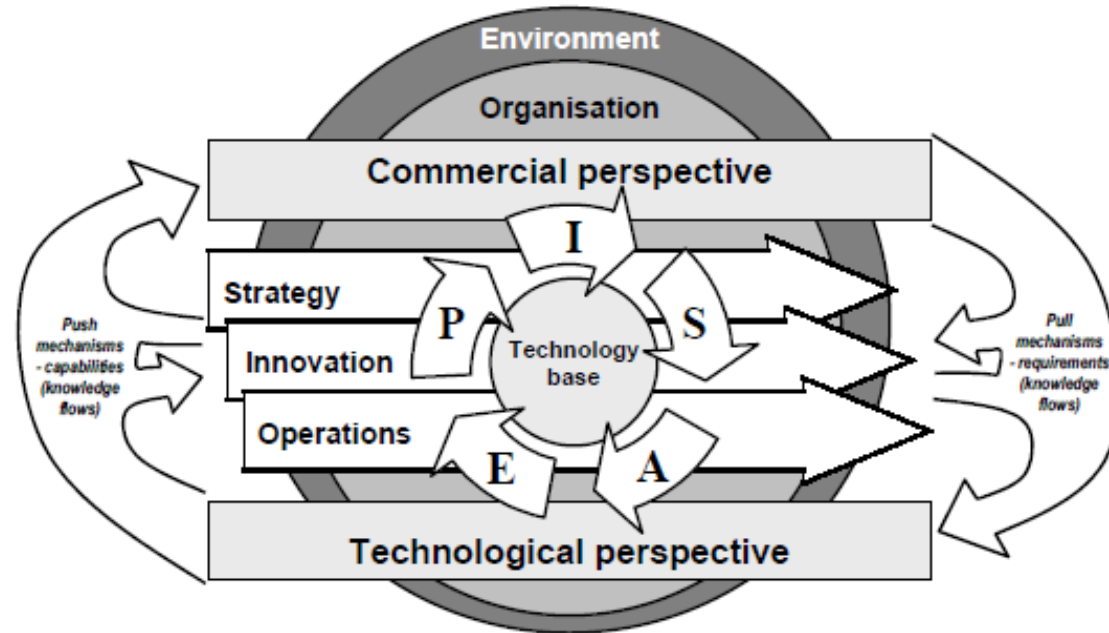 Environment
Organisation
Commercial perspective
I
Strategy
P
S
Push
mechanisms
- capabilities
(knowledge
flows)
Innovation
Technology
base
Pull
mechanisms
- requirements
(knowledge
flows)
Operations
E
A
Technological perspective